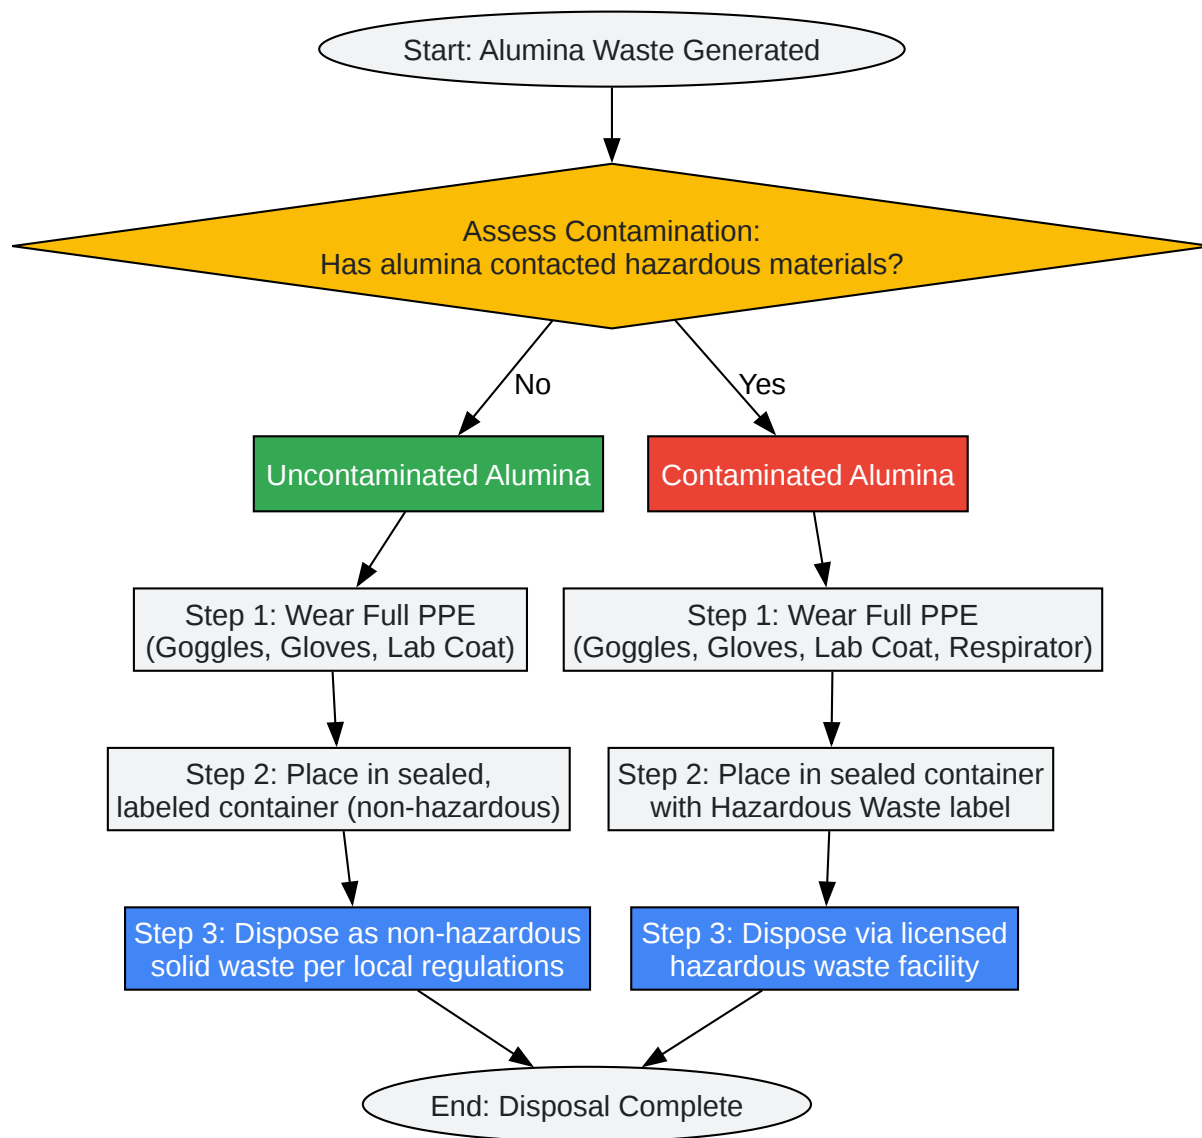 Start: Alumina Waste Generated
Assess Contamination:
Has alumina contacted hazardous materials?
No
Yes
Uncontaminated Alumina
Contaminated Alumina
Step 1: Wear Full PPE
(Goggles, Gloves, Lab Coat)
Step 1: Wear Full PPE
(Goggles, Gloves, Lab Coat, Respirator)
Step 2: Place in sealed,
labeled container (non-hazardous)
Step 2: Place in sealed container
with Hazardous Waste label
Step 3: Dispose as non-hazardous
solid waste per local regulations
Step 3: Dispose via licensed
hazardous waste facility
End: Disposal Complete